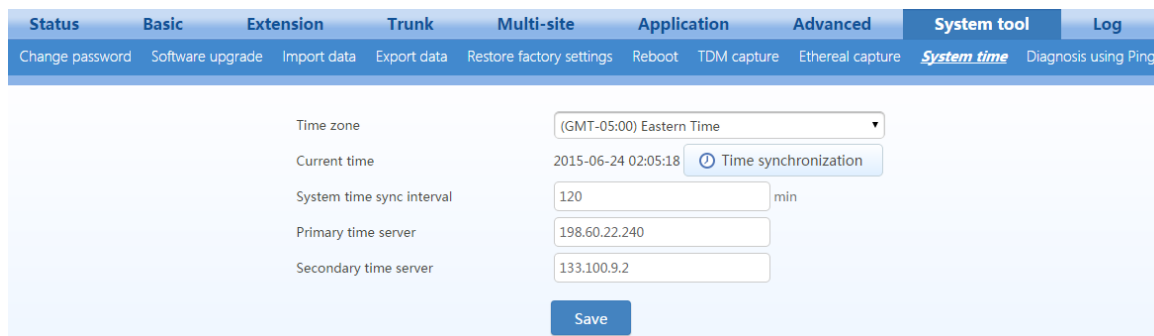 Status Basic Extension Trunk Multi-site Application Advanced System tool Log
Change password Software upgrade Import data Export data Restore factory settings Reboot TDM capture Ethereal capture System time Diagnosis using Ping
Time zone (GMT-05:00) Eastern Time
Current time 2015-06-24 02:05:18 Time synchronization
System time sync interval 120 min
Primary time server 198.60.22.240
Secondary time server 133.100.9.2
Save